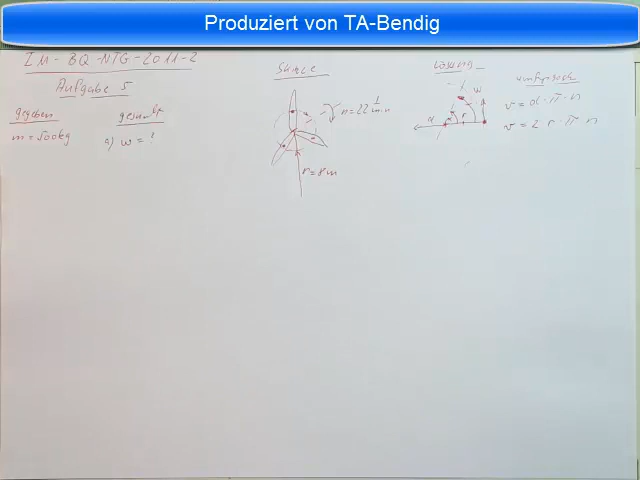 Produziert von TA-Bendig
IM-BQ-NTG-2011-2
Aufgabe 5
gegeben
m=500kg
gesucht
a) w = ?
Skizze
n=22 1/min
r=8m
Lösung
α
r
w
v = d · π · n
v = 2 r · π n